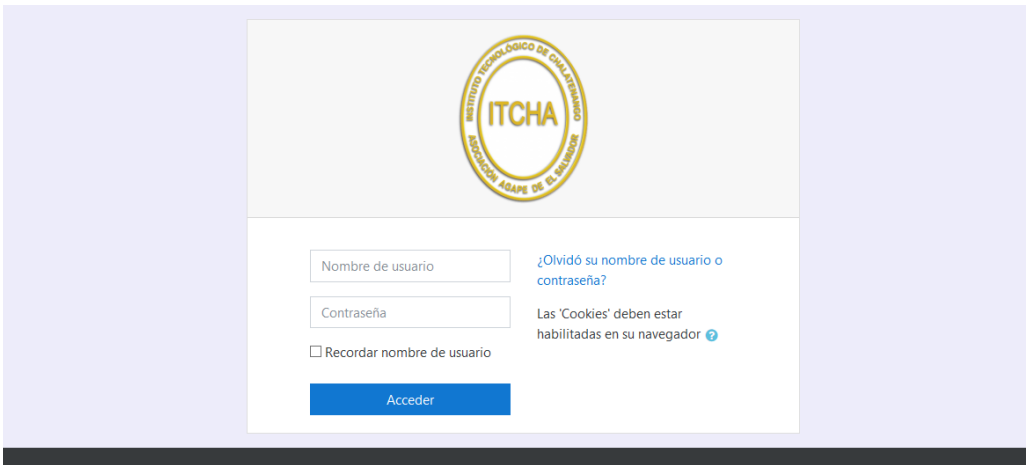 INSTITUTO TECNOLÓGICO DE CHALATENANGO
ITCHA
ASOCIACIÓN AGAPE DE EL SALVADOR
Nombre de usuario
Contraseña
Recordar nombre de usuario
Acceder
¿Olvidó su nombre de usuario o
contraseña?
Las 'Cookies' deben estar
habilitadas en su navegador